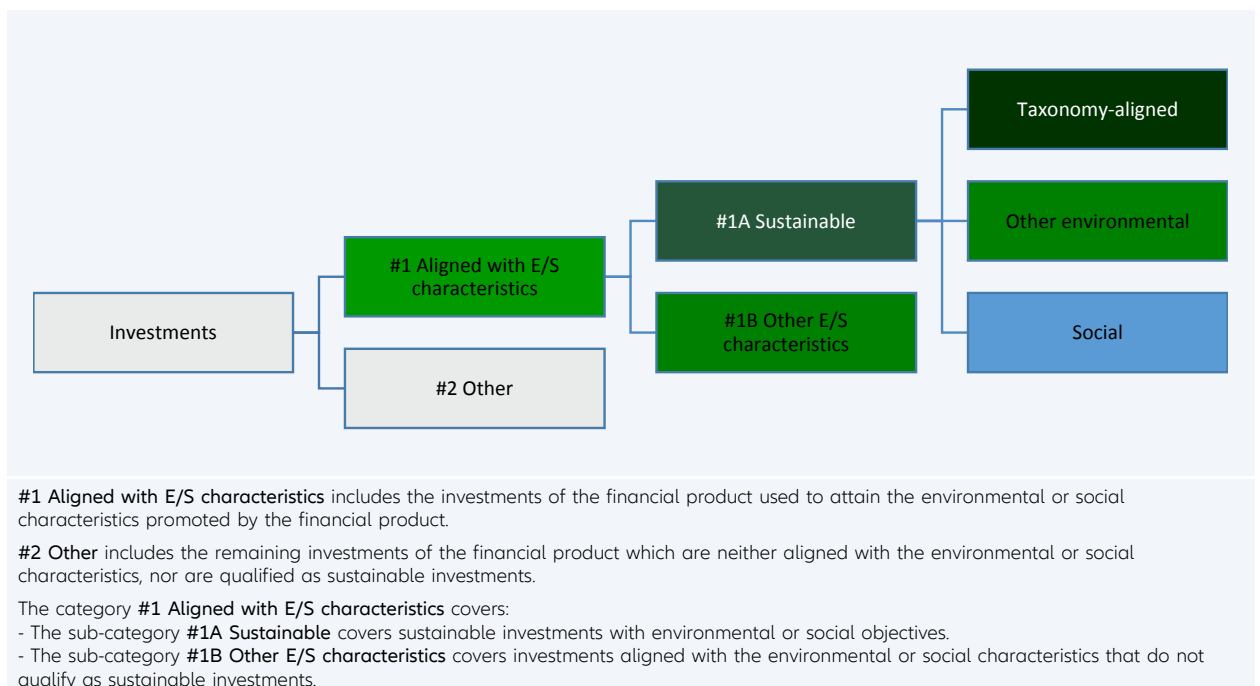 Taxonomy-aligned
#1A Sustainable
Other environmental
#1 Aligned with E/S
characteristics
Investments
#1B Other E/S
characteristics
Social
#2 Other
#1 Aligned with E/S characteristics includes the investments of the financial product used to attain the environmental or social
characteristics promoted by the financial product.
#2 Other includes the remaining investments of the financial product which are neither aligned with the environmental or social
characteristics, nor are qualified as sustainable investments.
The category #1 Aligned with E/S characteristics covers:
- The sub-category #1A Sustainable covers sustainable investments with environmental or social objectives.
- The sub-category #1B Other E/S characteristics covers investments aligned with the environmental or social characteristics that do not
qualify as sustainable investments.